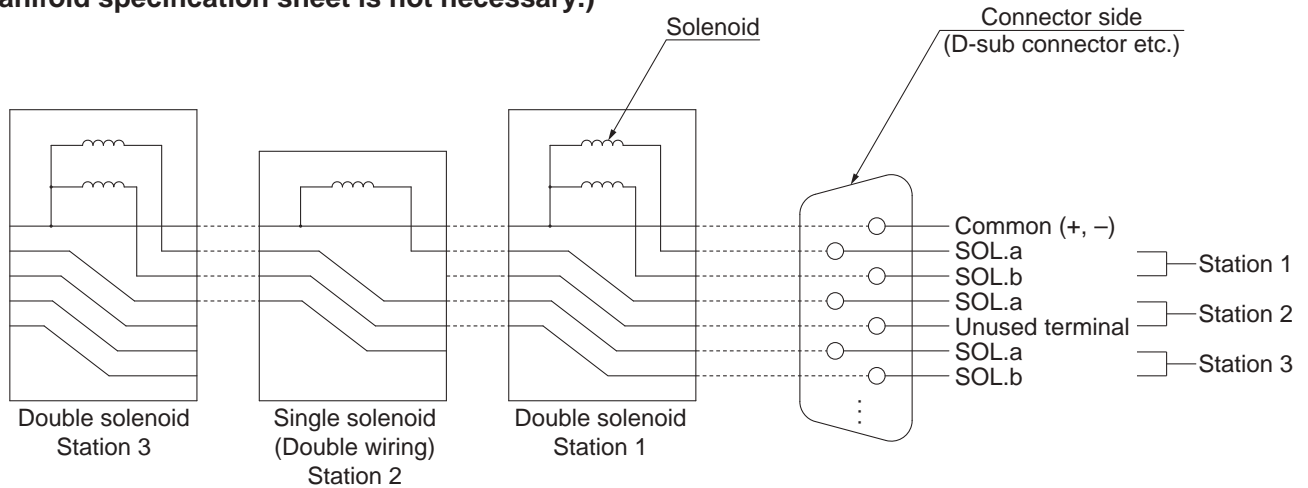 anifold specification sheet is not necessary.)
Solenoid
Connector side
(D-sub connector etc.)
Common (+, –)
SOL.a
SOL.b
SOL.a
Unused terminal
SOL.a
SOL.b
Station 1
Station 2
Station 3
Double solenoid
Station 3
Single solenoid
(Double wiring)
Station 2
Double solenoid
Station 1